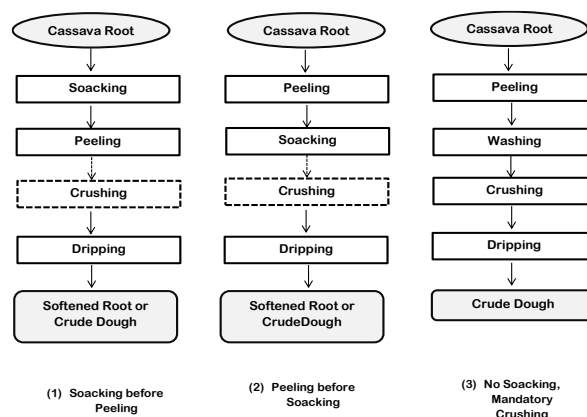 Cassava Root
Soacking
Peeling
Crushing
Dripping
Softened Root or
Crude Dough
(1) Soacking before
Peeling
Cassava Root
Peeling
Soacking
Crushing
Dripping
Softened Root or
CrudeDough
(2) Peeling before
Soacking
Cassava Root
Peeling
Washing
Crushing
Dripping
Crude Dough
(3) No Soacking,
Mandatory
Crushing